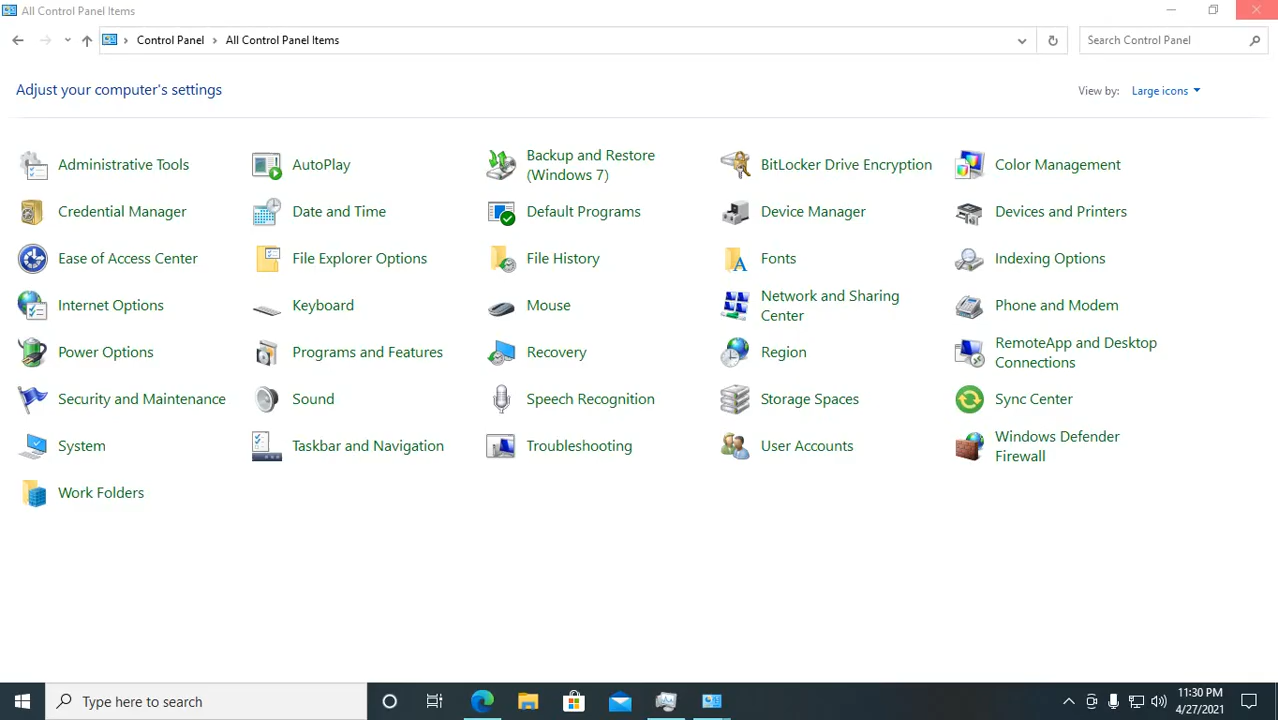 All Control Panel Items
Control Panel > All Control Panel Items
Search Control Panel
Adjust your computer's settings
View by: Large icons
Administrative Tools
AutoPlay
Backup and Restore
(Windows 7)
BitLocker Drive Encryption
Color Management
Credential Manager
Date and Time
Default Programs
Device Manager
Devices and Printers
Ease of Access Center
File Explorer Options
File History
Fonts
Indexing Options
Internet Options
Keyboard
Mouse
Network and Sharing
Center
Phone and Modem
Power Options
Programs and Features
Recovery
Region
RemoteApp and Desktop
Connections
Security and Maintenance
Sound
Speech Recognition
Storage Spaces
Sync Center
System
Taskbar and Navigation
Troubleshooting
User Accounts
Windows Defender
Firewall
Work Folders
Type here to search
11:30 PM
4/27/2021